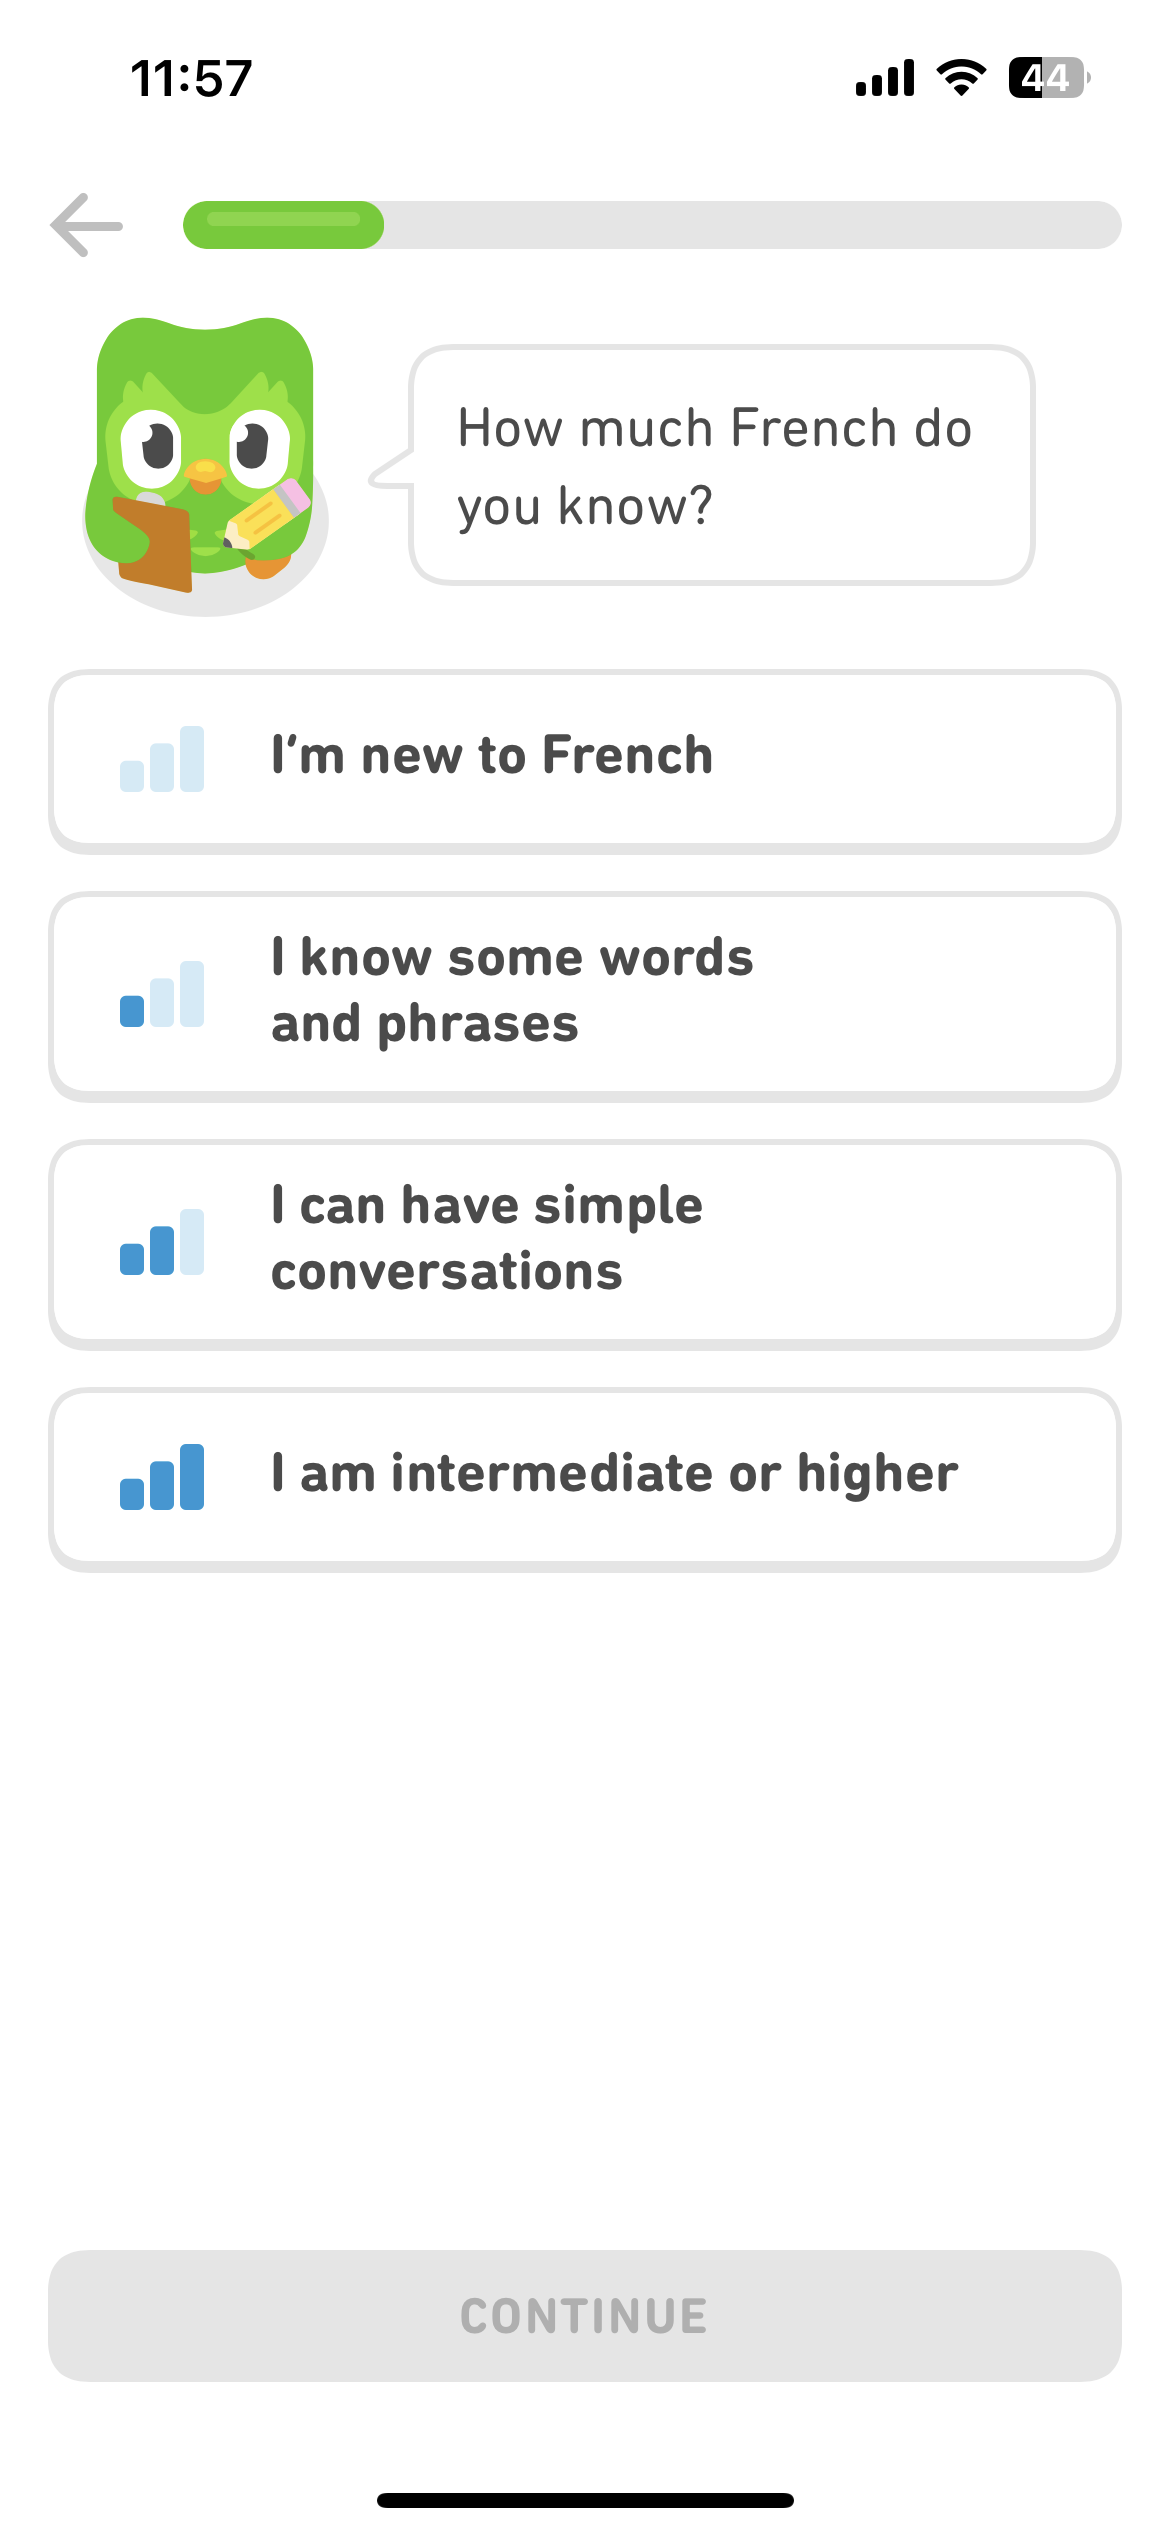 11:57
44
How much French do
you know?
I'm new to French
I know some words
and phrases
I can have simple
conversations
I am intermediate or higher
CONTINUE